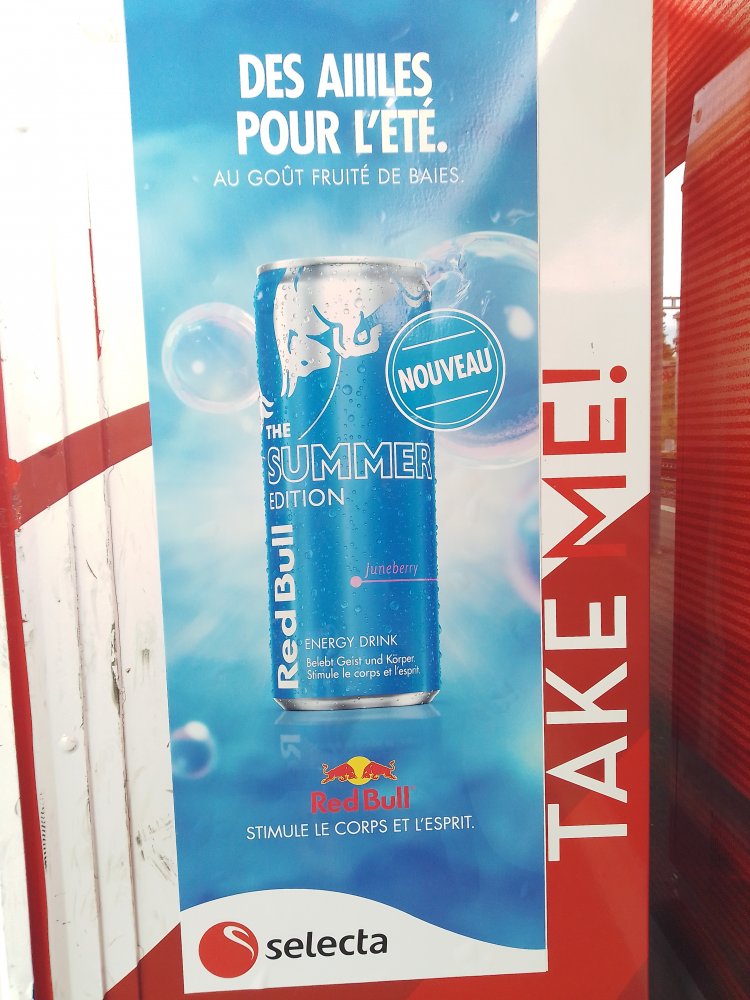 DES AIIILES
POUR L'ÉTÉ.
AU GOÛT FRUITÉ DE BAIES.
NOUVEAU
THE
SUMMER
EDITION
juneberry
Red Bull
ENERGY DRINK
Belebt Geist und Körper.
Stimule le corps et l'esprit.
Red Bull
STIMULE LE CORPS ET L'ESPRIT.
selecta
TAKE ME!